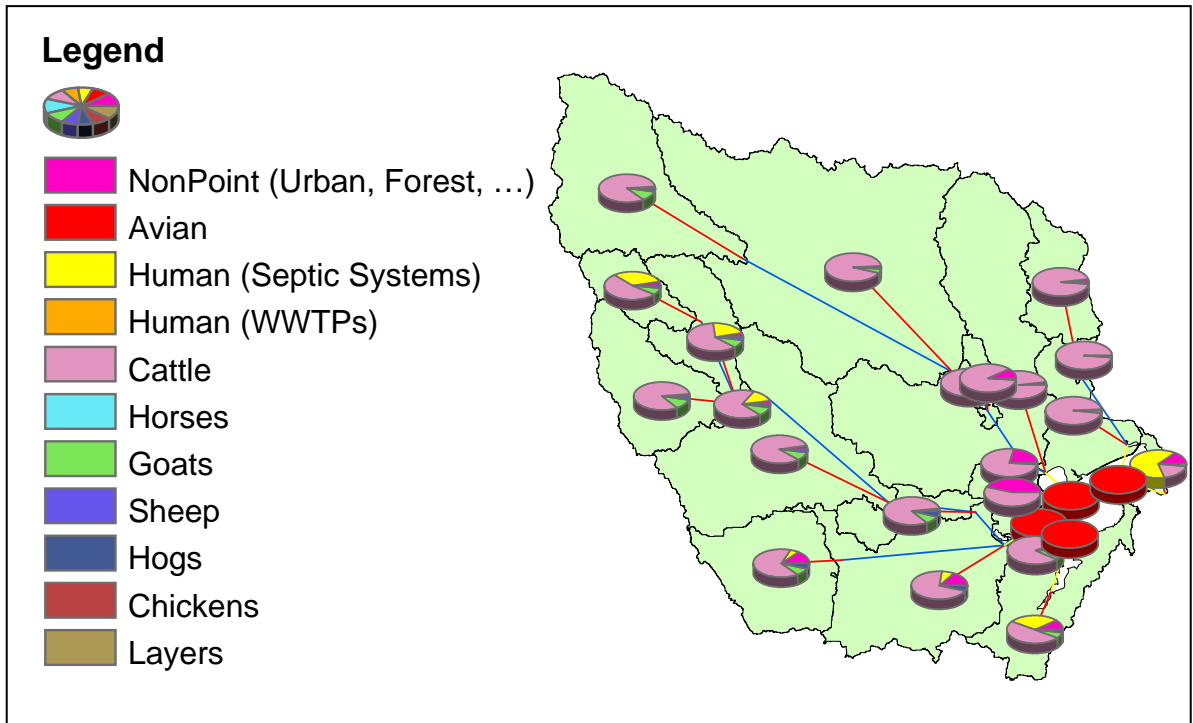 Legend
NonPoint (Urban, Forest, …)
Avian
Human (Septic Systems)
Human (WWTPs)
Cattle
Horses
Goats
Sheep
Hogs
Chickens
Layers